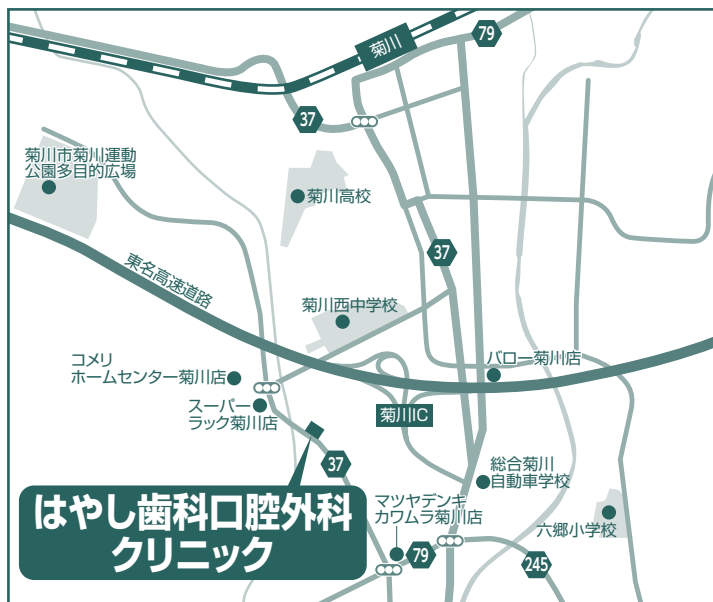 菊川
79
37
菊川市菊川運動
公園多目的広場
菊川高校
37
東名高速道路
菊川西中学校
コメリ
ホームセンター菊川店
バロー菊川店
スーパー
ラック菊川店
菊川IC
37
総合菊川
自動車学校
はやし歯科口腔外科
クリニック
マツヤデンキ
カワムラ菊川店
六郷小学校
79
245